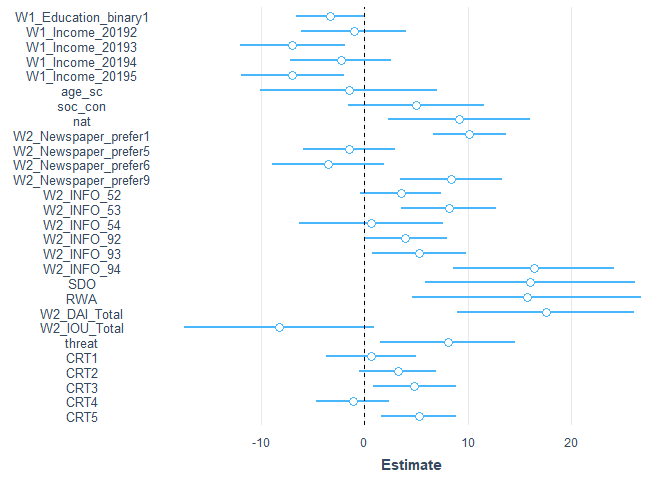 W1_Education_binary1
W1_Income_20192
W1_Income_20193
W1_Income_20194
W1_Income_20195
age_sc
soc_con
nat
W2_Newspaper_prefer1
W2_Newspaper_prefer5
W2_Newspaper_prefer6
W2_Newspaper_prefer9
W2_INFO_52
W2_INFO_53
W2_INFO_54
W2_INFO_92
W2_INFO_93
W2_INFO_94
SDO
RWA
W2_DAI_Total
W2_IOU_Total
threat
CRT1
CRT2
CRT3
CRT4
CRT5
-10 0 10 20
Estimate